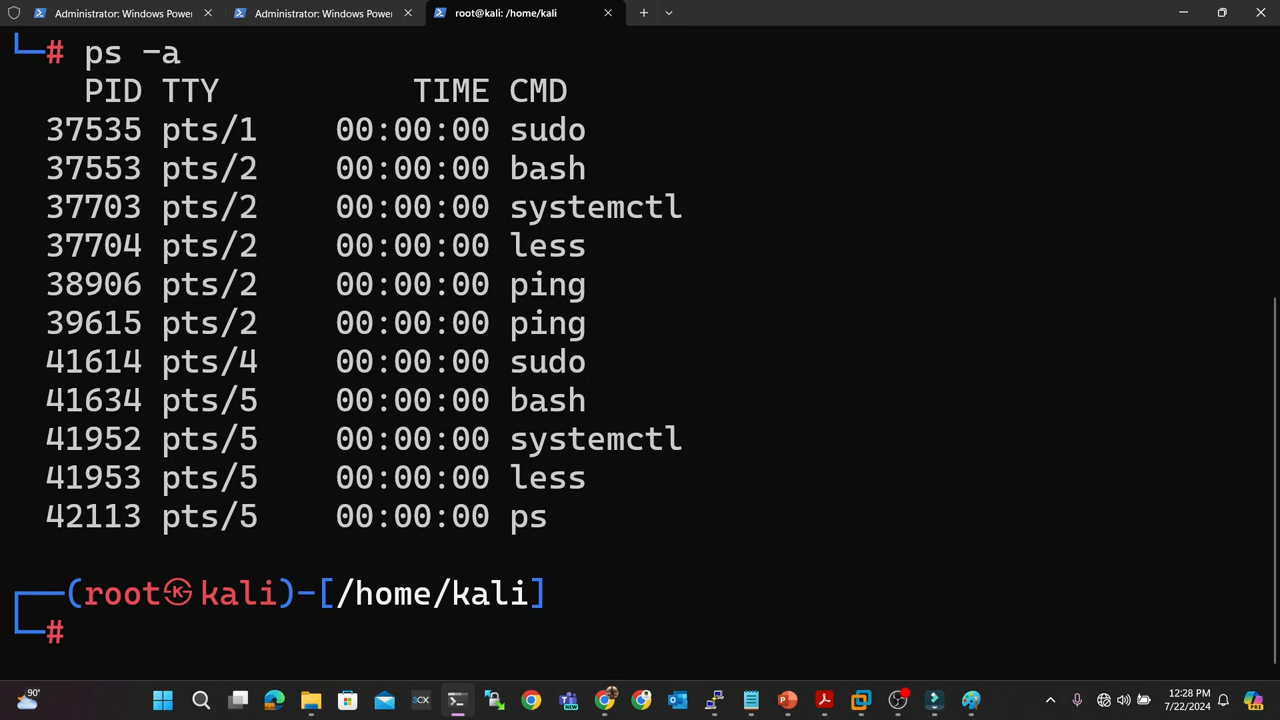 Administrator: Windows Power
Administrator: Windows Power
root@kali: /home/kali
└─# ps -a
PID TTY TIME CMD
37535 pts/1 00:00:00 sudo
37553 pts/2 00:00:00 bash
37703 pts/2 00:00:00 systemctl
37704 pts/2 00:00:00 less
38906 pts/2 00:00:00 ping
39615 pts/2 00:00:00 ping
41614 pts/4 00:00:00 sudo
41634 pts/5 00:00:00 bash
41952 pts/5 00:00:00 systemctl
41953 pts/5 00:00:00 less
42113 pts/5 00:00:00 ps
┌──(root㉿kali)-[/home/kali]
└─#
90°
12:28 PM
7/22/2024